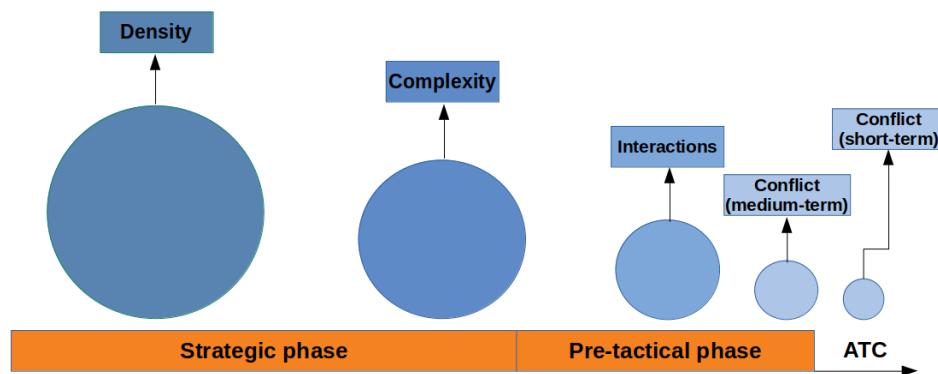 Density
Complexity
Interactions
Conflict
(medium-term)
Conflict
(short-term)
Strategic phase
Pre-tactical phase
ATC